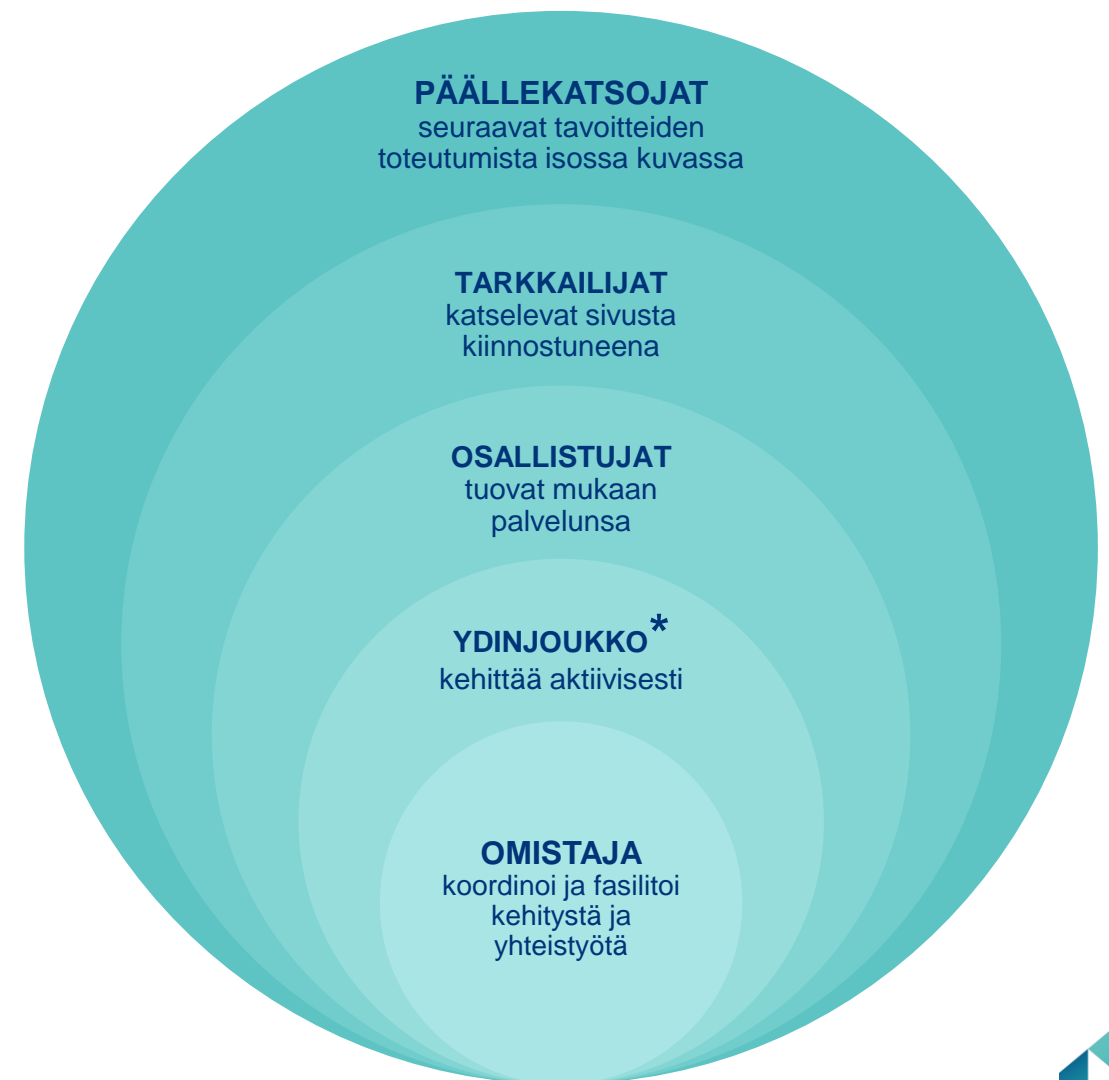 PÄÄLLEKATSOJAT
seuraavat tavoitteiden
toteutumista isossa kuvassa
TARKKAILIJAT
katselevat sivusta
kiinnostuneena
OSALLISTUJAT
tuovat mukaan
palvelunsa
YDINJOUKKO*
kehittää aktiivisesti
OMISTAJA
koordinoi ja fasilitoi
kehitystä ja
yhteistyötä